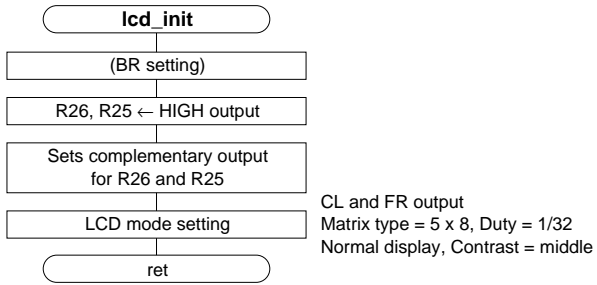 lcd_init
(BR setting)
R26, R25 ← HIGH output
Sets complementary output
for R26 and R25
LCD mode setting
CL and FR output
Matrix type = 5 x 8, Duty = 1/32
Normal display, Contrast = middle
ret